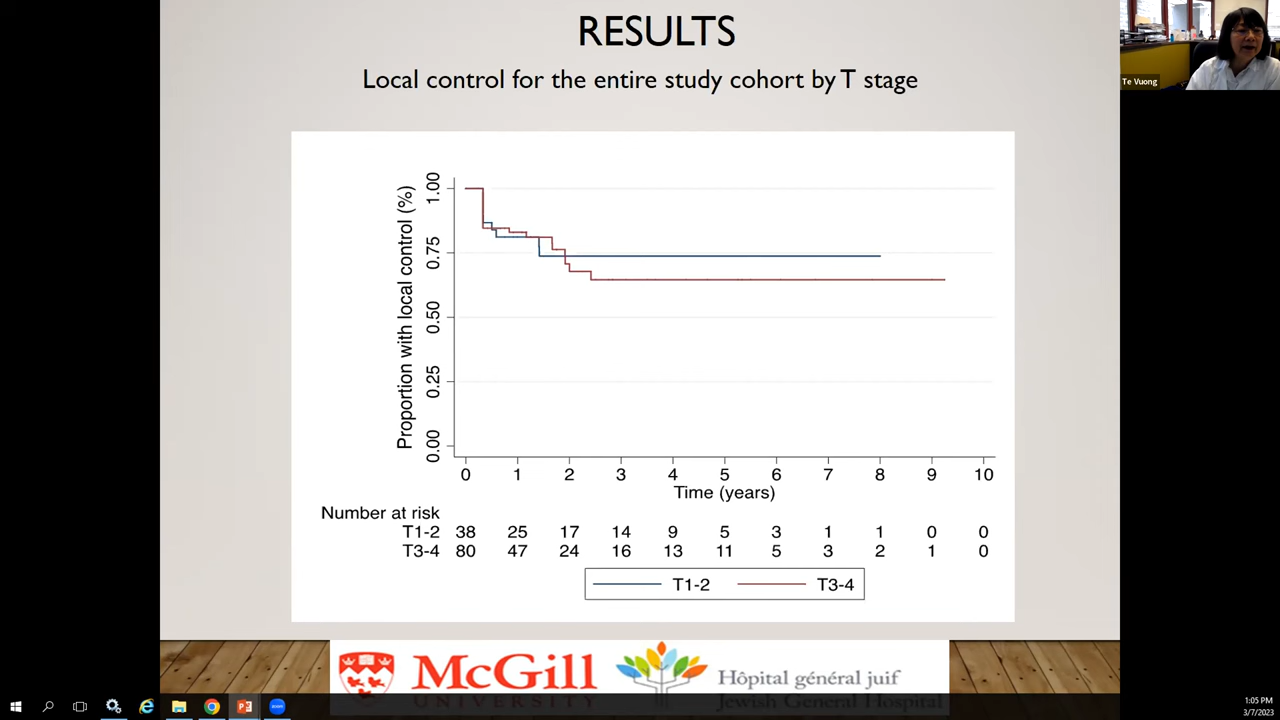 RESULTS
Local control for the entire study cohort by T stage
Te Vuong
Proportion with local control (%)
1.00
0.75
0.50
0.25
0.00
0 1 2 3 4 5 6 7 8 9 10
Time (years)
Number at risk
T1-2 38 25 17 14 9 5 3 1 1 0 0
T3-4 80 47 24 16 13 11 5 3 2 1 0
T1-2 T3-4
McGill
UNIVERSITY
Hôpital général juif
Jewish General Hospital
1:05 PM
3/7/2023